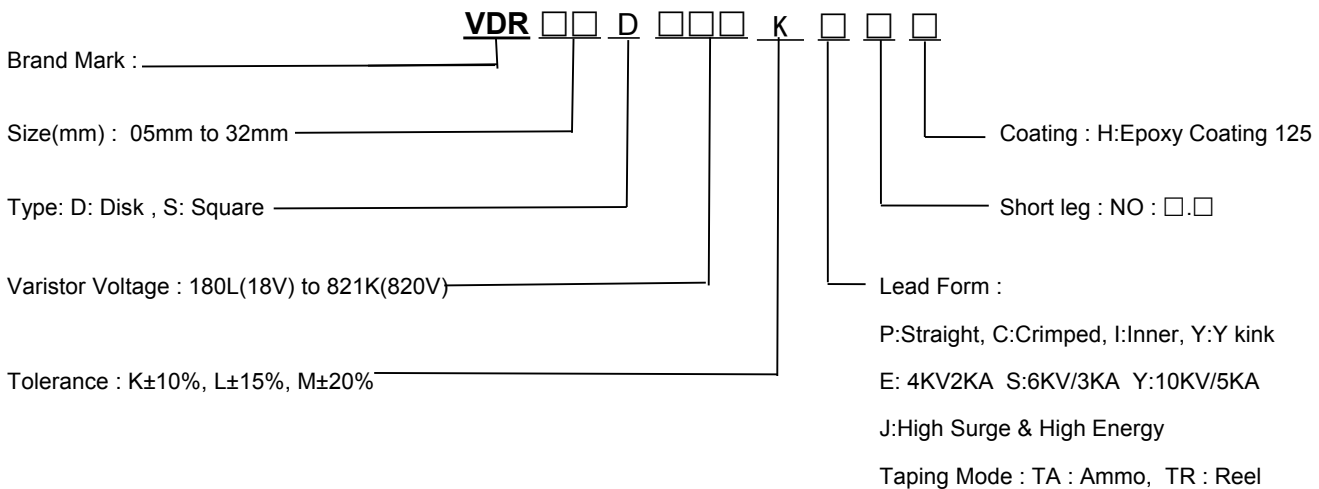 VDR □□ D □□□ K □ □ □
Brand Mark :
Size(mm) : 05mm to 32mm
Coating : H:Epoxy Coating 125
Type: D: Disk , S: Square
Short leg : NO : □.□
Varistor Voltage : 180L(18V) to 821K(820V)
Lead Form :
P:Straight, C:Crimped, I:Inner, Y:Y kink
Tolerance : K±10%, L±15%, M±20%
E: 4KV2KA S:6KV/3KA Y:10KV/5KA
J:High Surge & High Energy
Taping Mode : TA : Ammo, TR : Reel